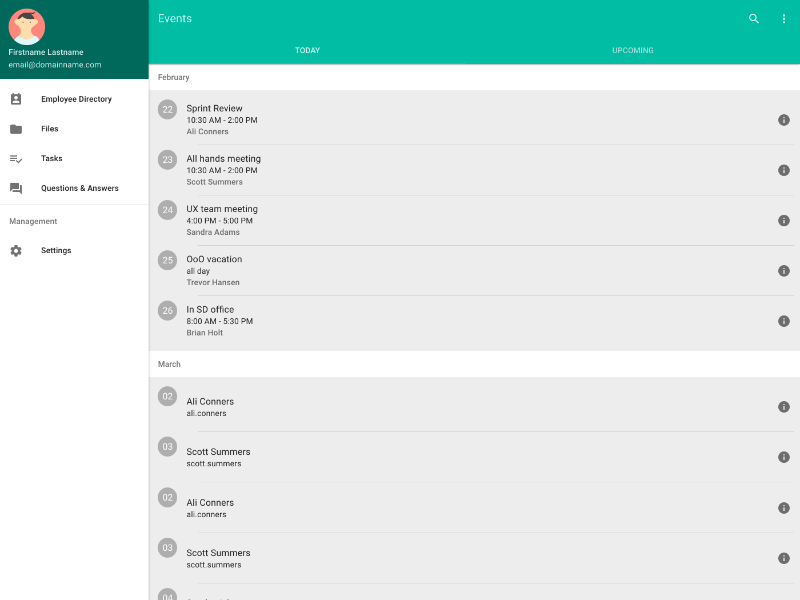 Firstname Lastname
email@domainname.com
Employee Directory
Files
Tasks
Questions & Answers
Management
Settings
Events
TODAY
UPCOMING
February
22
Sprint Review
10:30 AM - 2:00 PM
Ali Conners
23
All hands meeting
10:30 AM - 2:00 PM
Scott Summers
24
UX team meeting
4:00 PM - 5:00 PM
Sandra Adams
25
OoO vacation
all day
Trevor Hansen
26
In SD office
8:00 AM - 5:30 PM
Brian Holt
March
02
Ali Conners
ali.conners
03
Scott Summers
scott.summers
02
Ali Conners
ali.conners
03
Scott Summers
scott.summers
04